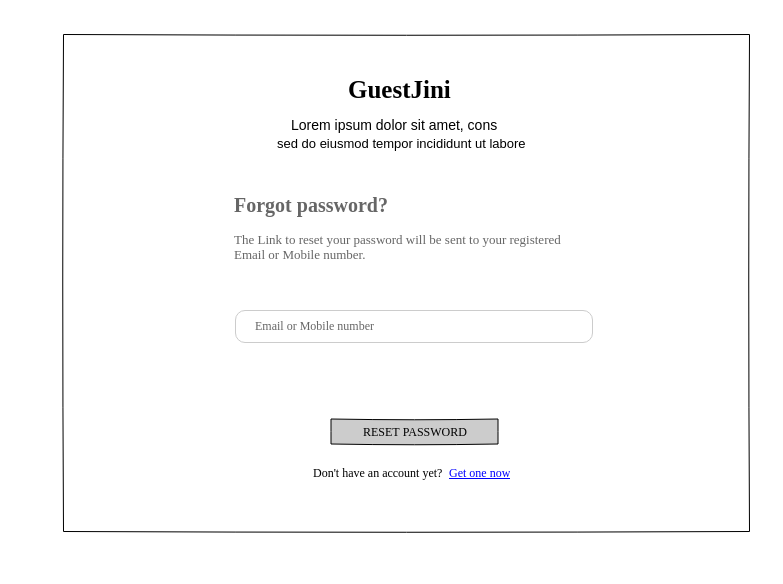 GuestJini
Lorem ipsum dolor sit amet, cons
sed do eiusmod tempor incididunt ut labore
Forgot password?
The Link to reset your password will be sent to your registered
Email or Mobile number.
Email or Mobile number
RESET PASSWORD
Don't have an account yet? Get one now